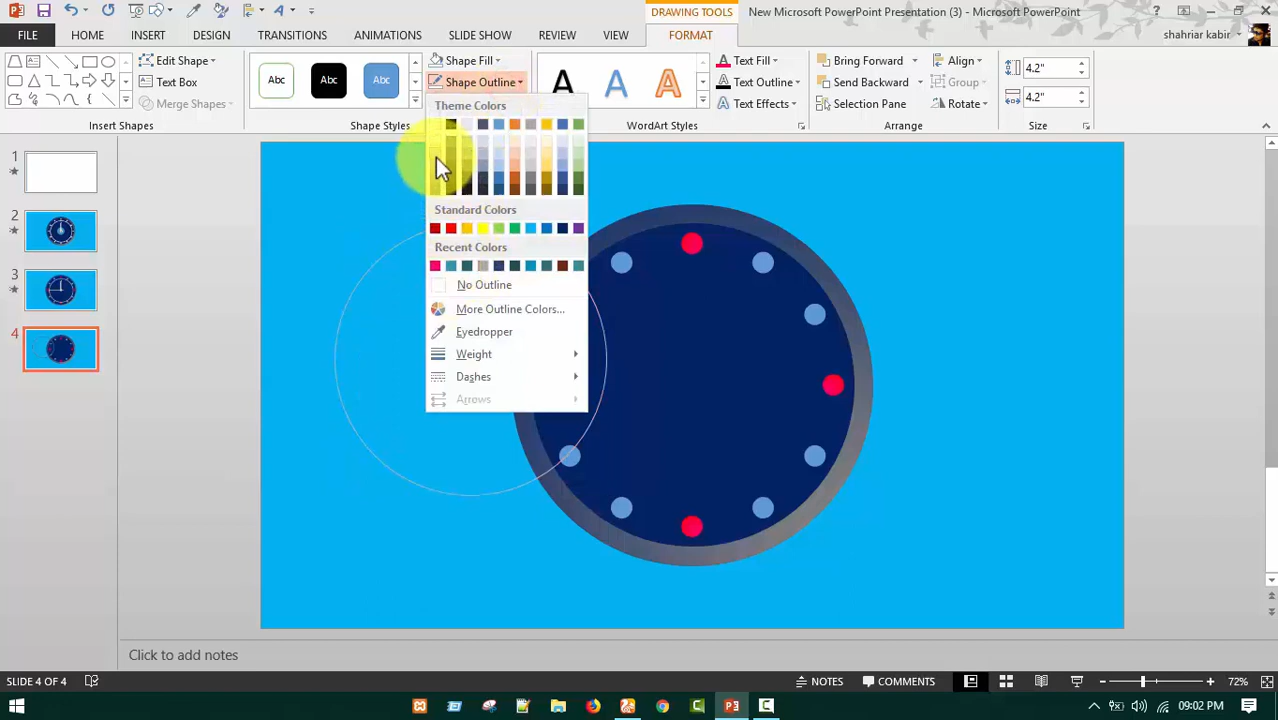 DRAWING TOOLS
New Microsoft PowerPoint Presentation (3) - Microsoft PowerPoint
FILE HOME INSERT DESIGN TRANSITIONS ANIMATIONS SLIDE SHOW REVIEW VIEW FORMAT shahriar kabir
Edit Shape
Text Box
Merge Shapes
Insert Shapes
Abc Abc Abc
Shape Fill
Shape Outline
Shape Styles
A A A
Text Fill
Text Outline
Text Effects
WordArt Styles
Bring Forward
Send Backward
Selection Pane
Align
Group
Rotate
Arrange
4.2"
4.2"
Size
Theme Colors
Standard Colors
Recent Colors
No Outline
More Outline Colors...
Eyedropper
Weight
Dashes
Arrows
1
2
3
4
Click to add notes
SLIDE 4 OF 4 NOTES COMMENTS 72%
09:02 PM